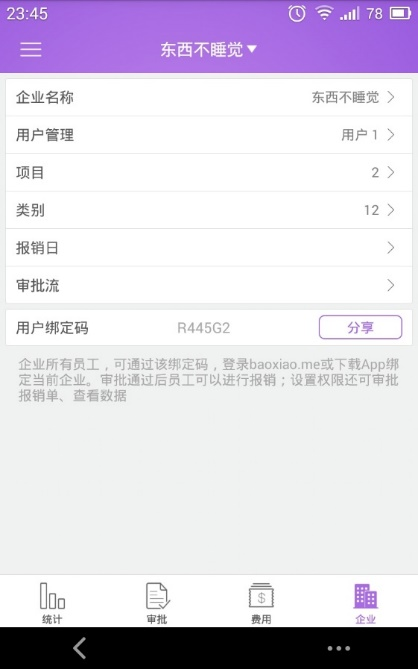 23:45
78
东西不睡觉
企业名称 东西不睡觉
用户管理 用户 1
项目 2
类别 12
报销日
审批流
用户绑定码 R445G2 分享
企业所有员工，可通过该绑定码，登录baoxiao.me或下载App绑
定当前企业。审批通过后员工可以进行报销；设置权限还可审批
报销单、查看数据
统计 审批 费用 企业